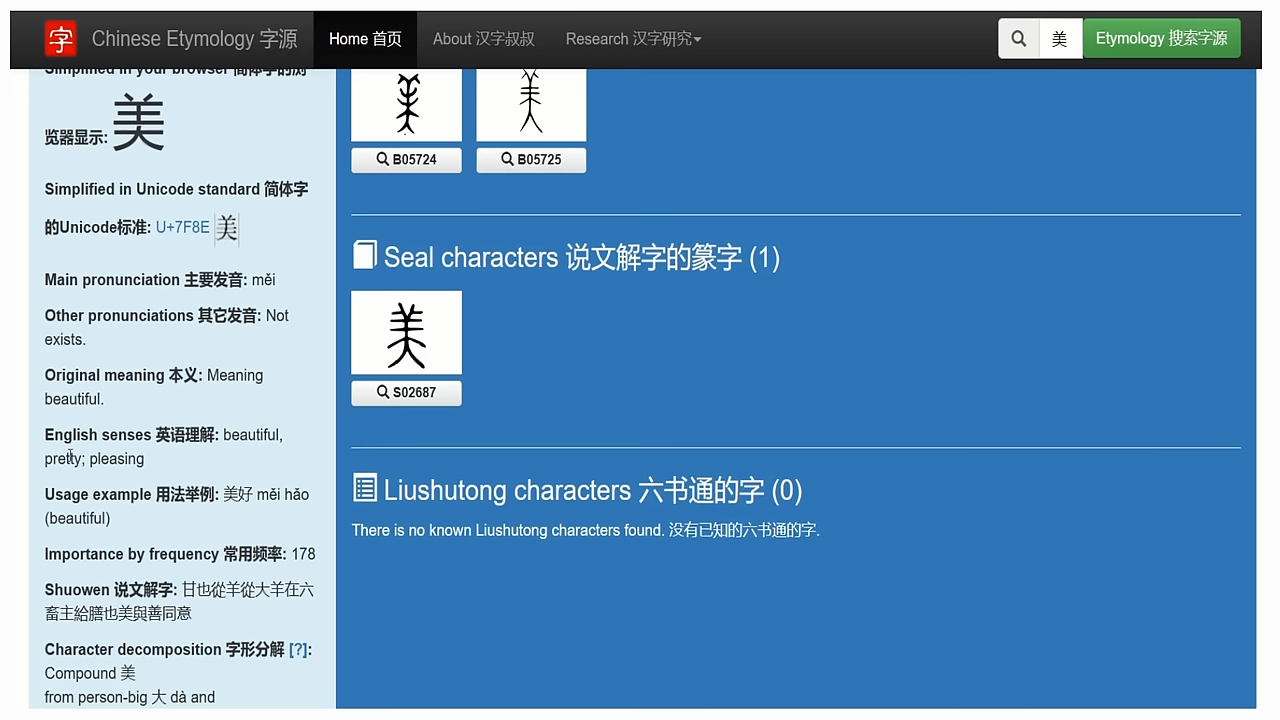 字 Chinese Etymology 字源 Home 首页 About 汉字叔叔 Research 汉字研究 美 Etymology 搜索字源
Simplified in your browser 简体字的浏
览器显示: 美
Simplified in Unicode standard 简体字
的Unicode标准: U+7F8E 美
Main pronunciation 主要发音: měi
Other pronunciations 其它发音: Not
exists.
Original meaning 本义: Meaning
beautiful.
English senses 英语理解: beautiful,
pretty; pleasing
Usage example 用法举例: 美好 měi hǎo
(beautiful)
Importance by frequency 常用频率: 178
Shuowen 说文解字: 甘也從羊從大羊在六
畜主給膳也美與善同意
Character decomposition 字形分解 [?]:
Compound 美
from person-big 大 dà and
B05724 B05725
Seal characters 说文解字的篆字 (1)
美
S02687
Liushutong characters 六书通的字 (0)
There is no known Liushutong characters found. 没有已知的六书通的字.